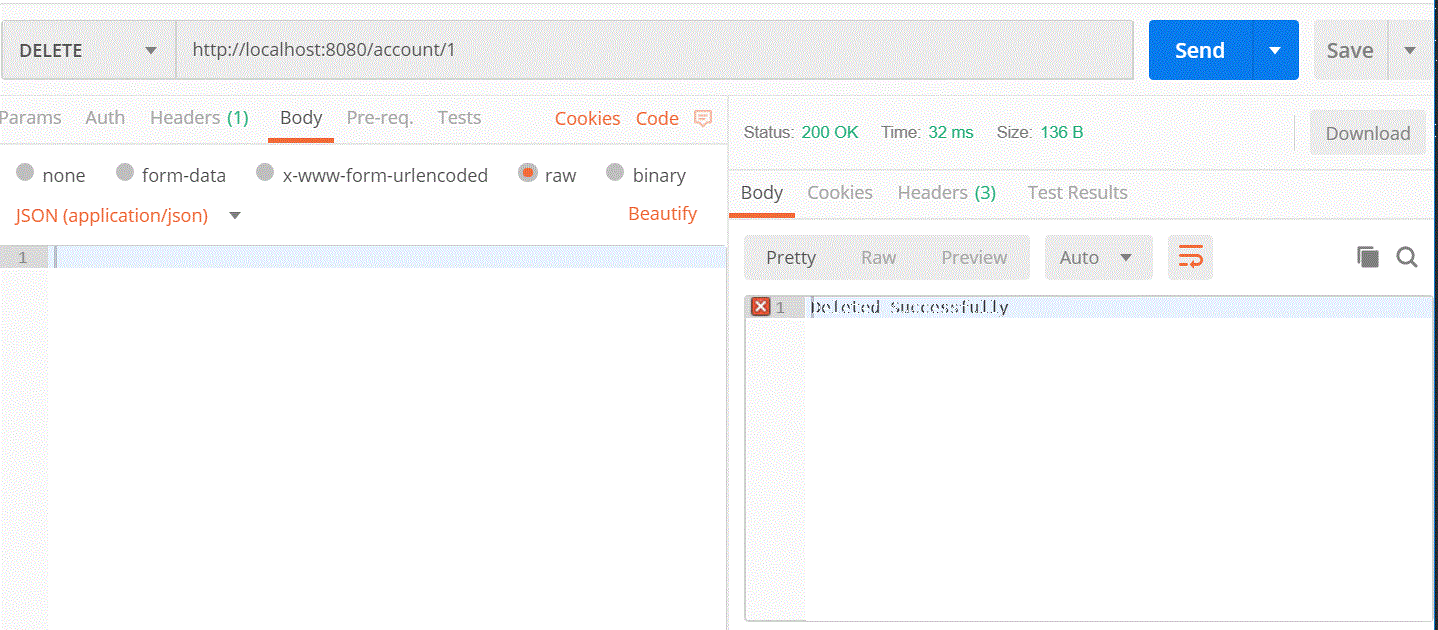 DELETE http://localhost:8080/account/1 Send Save
Params Auth Headers (1) Body Pre-req. Tests Cookies Code
Status: 200 OK Time: 32 ms Size: 136 B Download
none form-data x-www-form-urlencoded raw binary
JSON (application/json) Beautify
Body Cookies Headers (3) Test Results
1
Pretty Raw Preview Auto
1 Deleted Successfully